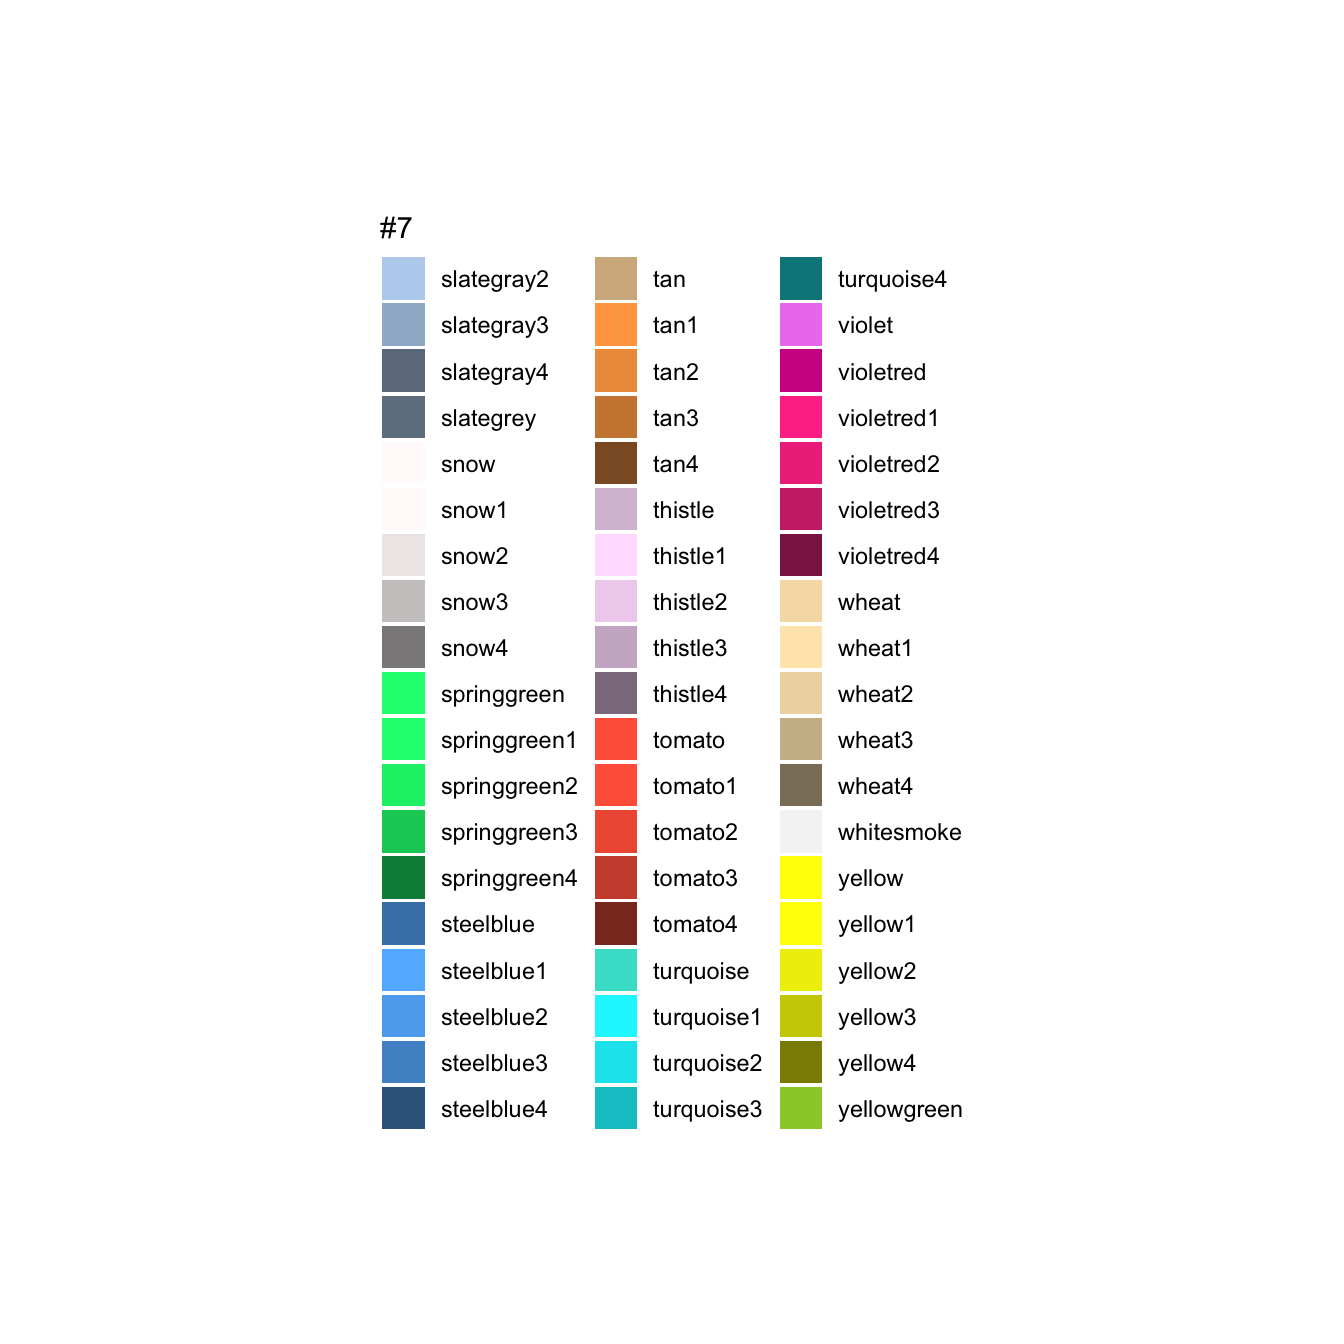 #7
slategray2
slategray3
slategray4
slategrey
snow
snow1
snow2
snow3
snow4
springgreen
springgreen1
springgreen2
springgreen3
springgreen4
steelblue
steelblue1
steelblue2
steelblue3
steelblue4
tan
tan1
tan2
tan3
tan4
thistle
thistle1
thistle2
thistle3
thistle4
tomato
tomato1
tomato2
tomato3
tomato4
turquoise
turquoise1
turquoise2
turquoise3
turquoise4
violet
violetred
violetred1
violetred2
violetred3
violetred4
wheat
wheat1
wheat2
wheat3
wheat4
whitesmoke
yellow
yellow1
yellow2
yellow3
yellow4
yellowgreen